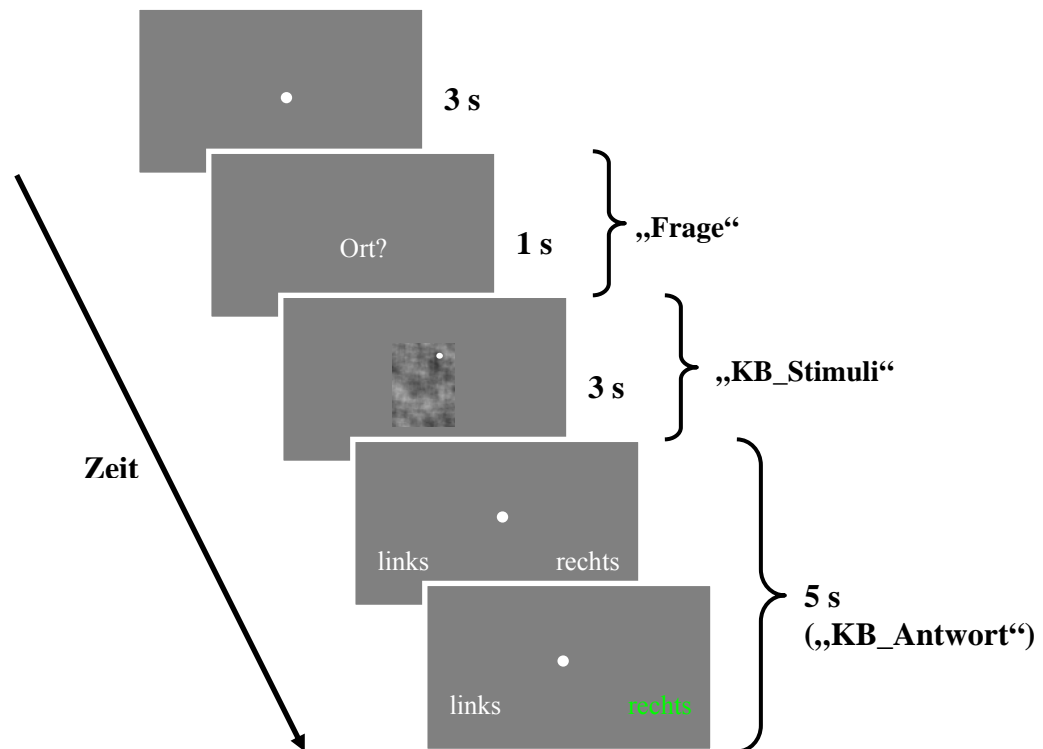 3 s
Ort?
1 s
„Frage“
3 s
„KB_Stimuli“
Zeit
links rechts
5 s
(„KB_Antwort“)
links rechts